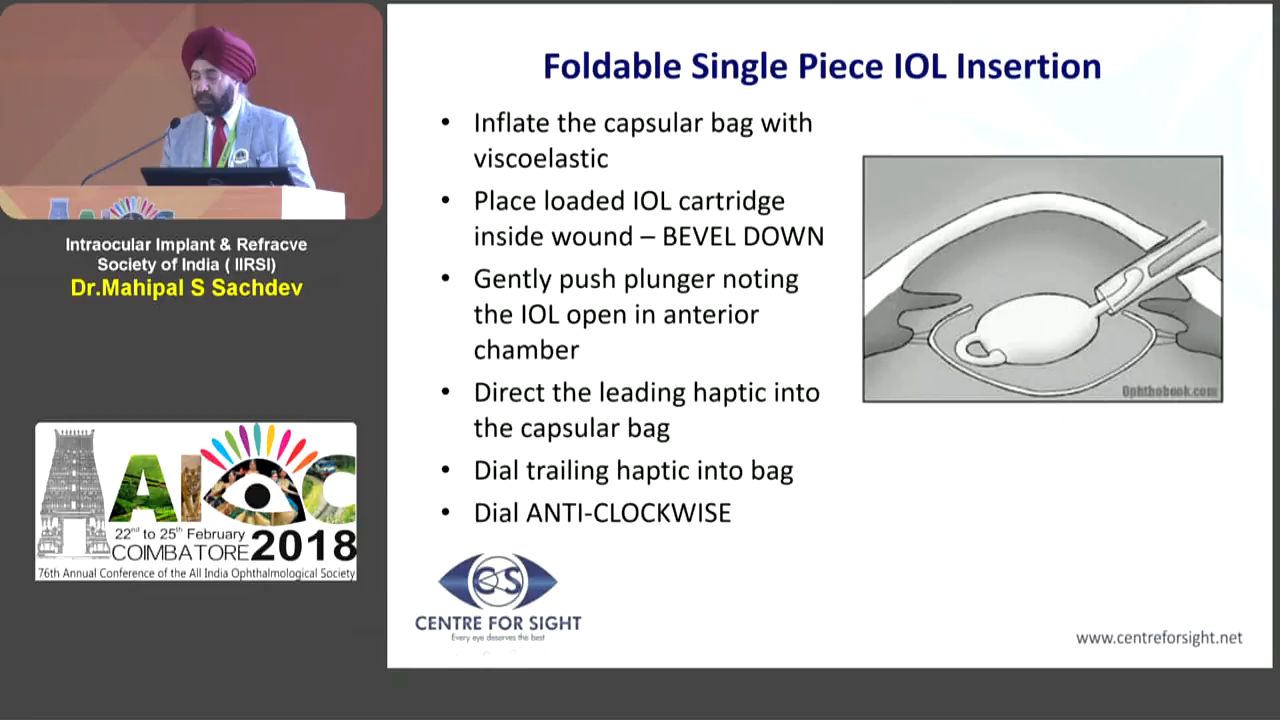 Foldable Single Piece IOL Insertion
• Inflate the capsular bag with
viscoelastic
• Place loaded IOL cartridge
inside wound – BEVEL DOWN
• Gently push plunger noting
the IOL open in anterior
chamber
• Direct the leading haptic into
the capsular bag
• Dial trailing haptic into bag
• Dial ANTI-CLOCKWISE
Ophthobook.com
Intraocular Implant & Refracve
Society of India ( IIRSI)
Dr.Mahipal S Sachdev
AIOC
22nd to 25th February
COIMBATORE 2018
76th Annual Conference of the All India Ophthalmological Society
CS
CENTRE FOR SIGHT
Every eye deserves the best
www.centreforsight.net